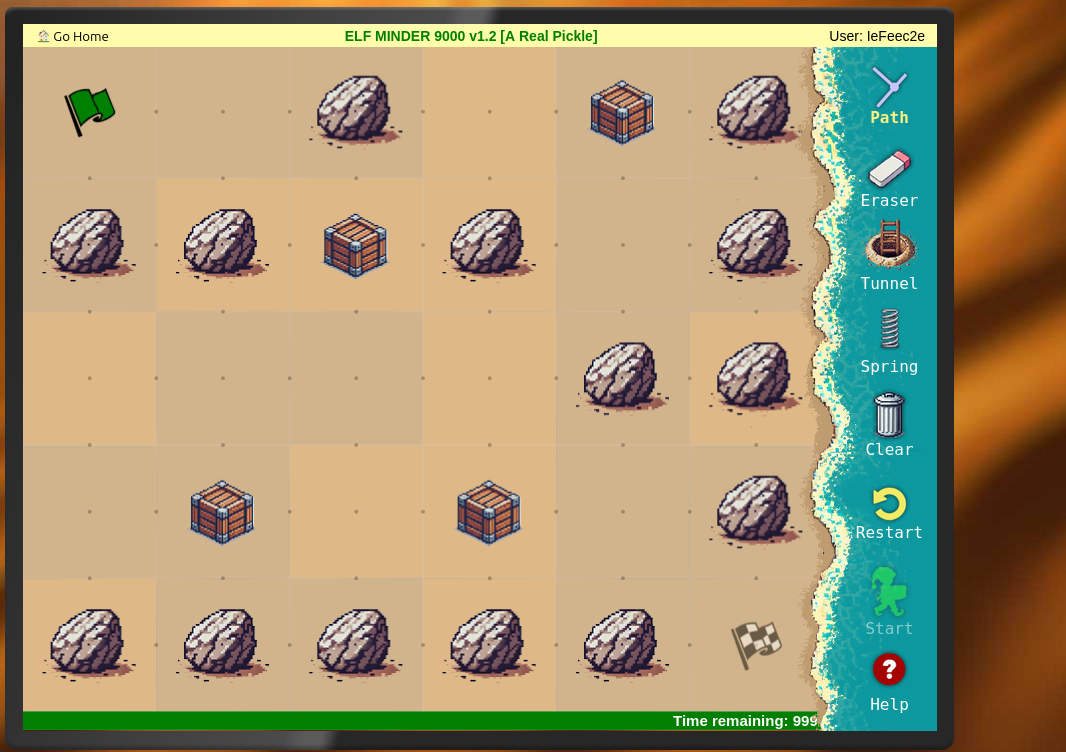 Go Home
ELF MINDER 9000 v1.2 [A Real Pickle]
User: IeFeec2e
Path
Eraser
Tunnel
Spring
Clear
Restart
Start
?
Help
Time remaining: 999